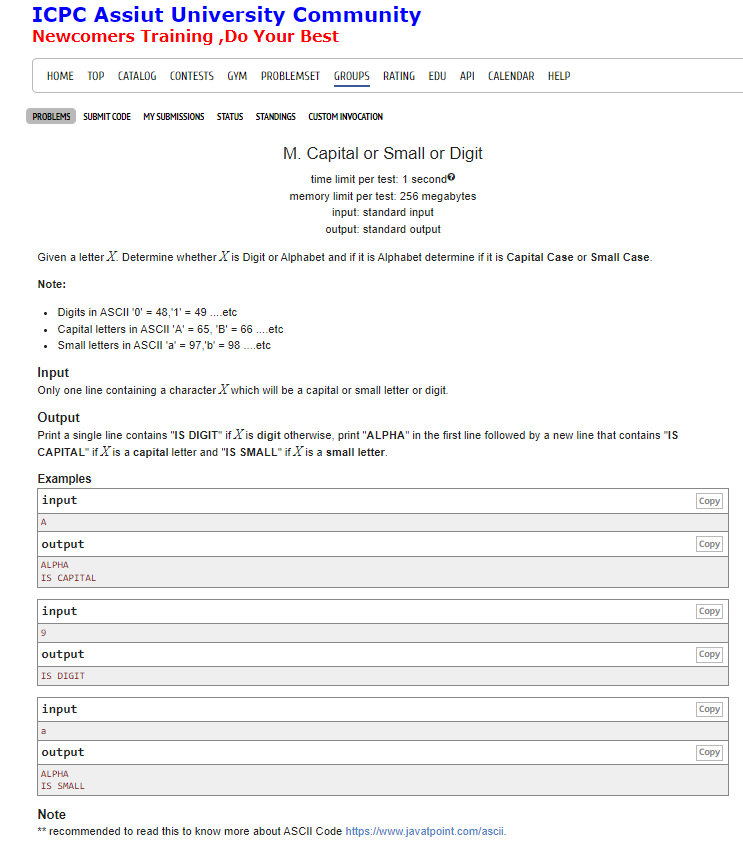 ICPC Assiut University Community
Newcomers Training ,Do Your Best
HOME TOP CATALOG CONTESTS GYM PROBLEMSET GROUPS RATING EDU API CALENDAR HELP
PROBLEMS SUBMIT CODE MY SUBMISSIONS STATUS STANDINGS CUSTOM INVOCATION
M. Capital or Small or Digit
time limit per test: 1 second?
memory limit per test: 256 megabytes
input: standard input
output: standard output
Given a letter X. Determine whether X is Digit or Alphabet and if it is Alphabet determine if it is Capital Case or Small Case.
Note:
• Digits in ASCII '0' = 48,'1' = 49 ....etc
• Capital letters in ASCII 'A' = 65, 'B' = 66 ....etc
• Small letters in ASCII 'a' = 97,'b' = 98 ....etc
Input
Only one line containing a character X which will be a capital or small letter or digit.
Output
Print a single line contains "IS DIGIT" if X is digit otherwise, print "ALPHA" in the first line followed by a new line that contains "IS
CAPITAL" if X is a capital letter and "IS SMALL" if X is a small letter.
Examples
input Copy
A
output Copy
ALPHA
IS CAPITAL
input Copy
9
output Copy
IS DIGIT
input Copy
a
output Copy
ALPHA
IS SMALL
Note
** recommended to read this to know more about ASCII Code https://www.javatpoint.com/ascii.